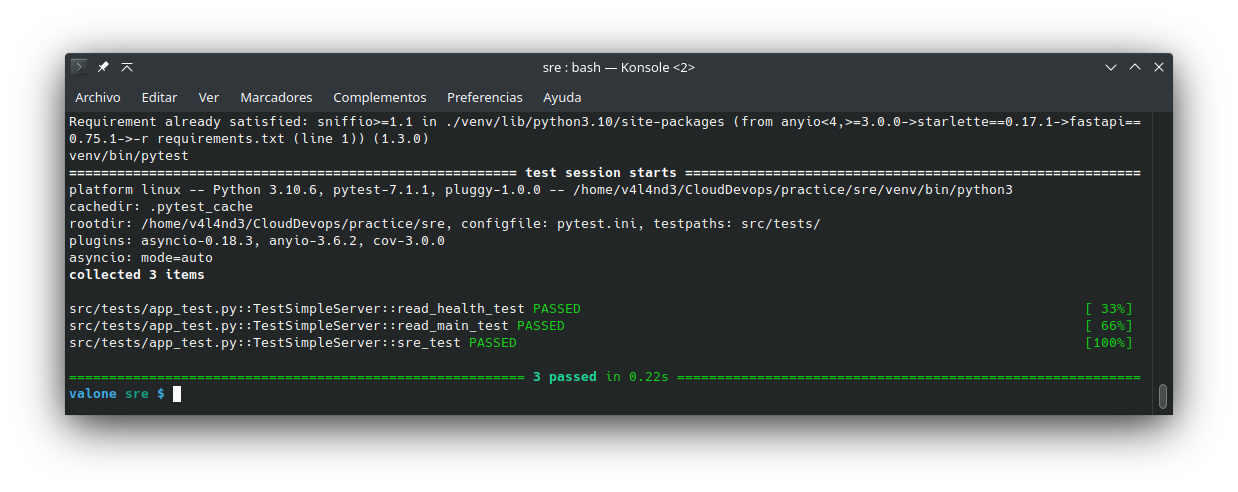 sre : bash — Konsole <2>
Archivo Editar Ver Marcadores Complementos Preferencias Ayuda
Requirement already satisfied: sniffio>=1.1 in ./venv/lib/python3.10/site-packages (from anyio<4,>=3.0.0->starlette==0.17.1->fastapi==
0.75.1->-r requirements.txt (line 1)) (1.3.0)
venv/bin/pytest
======================================================== test session starts =========================================================
platform linux -- Python 3.10.6, pytest-7.1.1, pluggy-1.0.0 -- /home/v4l4nd3/CloudDevops/practice/sre/venv/bin/python3
cachedir: .pytest_cache
rootdir: /home/v4l4nd3/CloudDevops/practice/sre, configfile: pytest.ini, testpaths: src/tests/
plugins: asyncio-0.18.3, anyio-3.6.2, cov-3.0.0
asyncio: mode=auto
collected 3 items
src/tests/app_test.py::TestSimpleServer::read_health_test PASSED [ 33%]
src/tests/app_test.py::TestSimpleServer::read_main_test PASSED [ 66%]
src/tests/app_test.py::TestSimpleServer::sre_test PASSED [100%]
========================================================= 3 passed in 0.22s ==========================================================
valone sre $